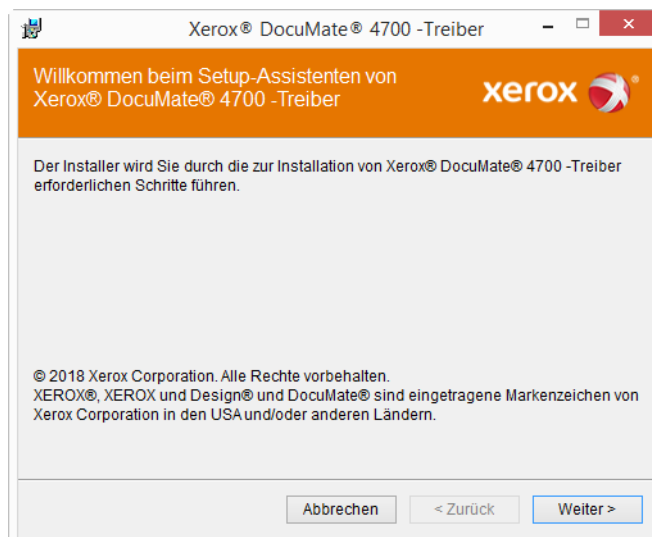 Xerox® DocuMate® 4700 -Treiber
Willkommen beim Setup-Assistenten von
Xerox® DocuMate® 4700 -Treiber
xerox ®
Der Installer wird Sie durch die zur Installation von Xerox® DocuMate® 4700 -Treiber
erforderlichen Schritte führen.
© 2018 Xerox Corporation. Alle Rechte vorbehalten.
XEROX®, XEROX und Design® und DocuMate® sind eingetragene Markenzeichen von
Xerox Corporation in den USA und/oder anderen Ländern.
Abbrechen
< Zurück
Weiter >